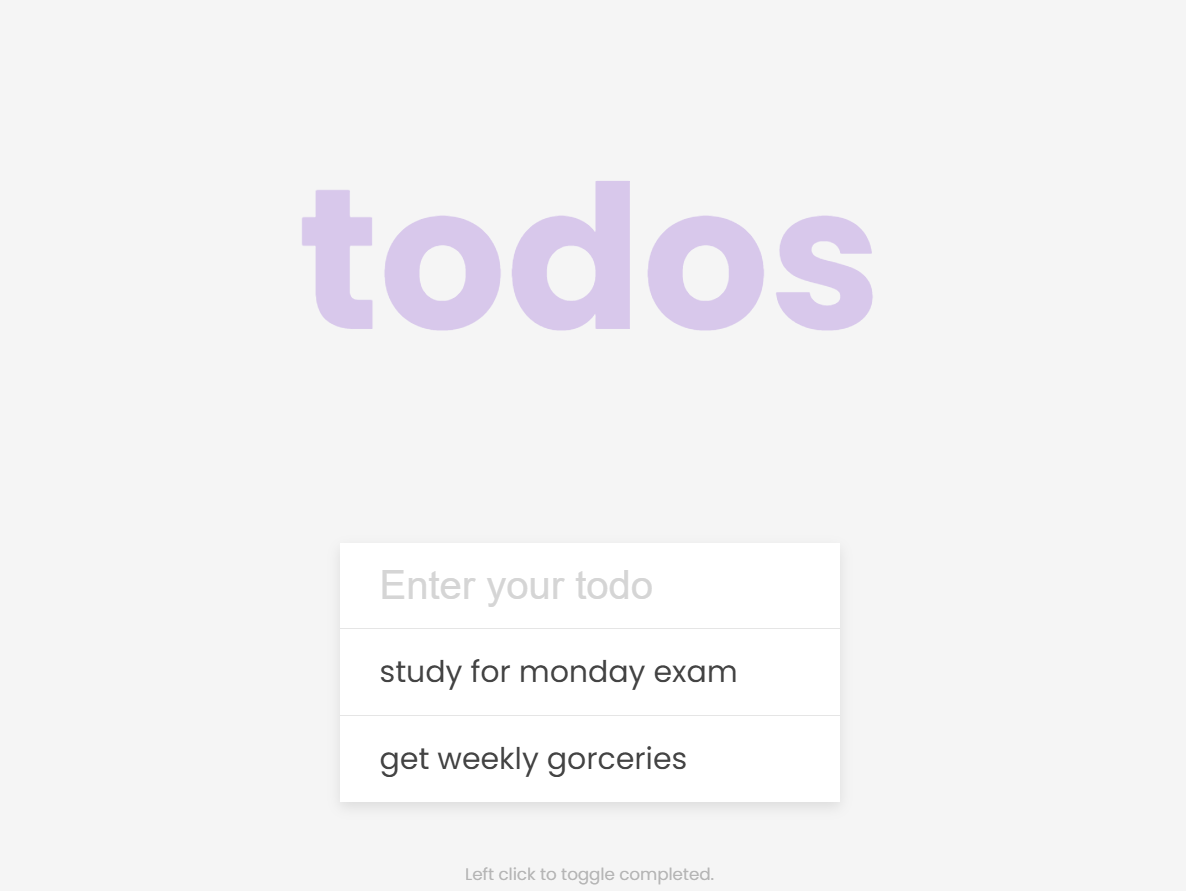 todos
Enter your todo
study for monday exam
get weekly gorceries
Left click to toggle completed.